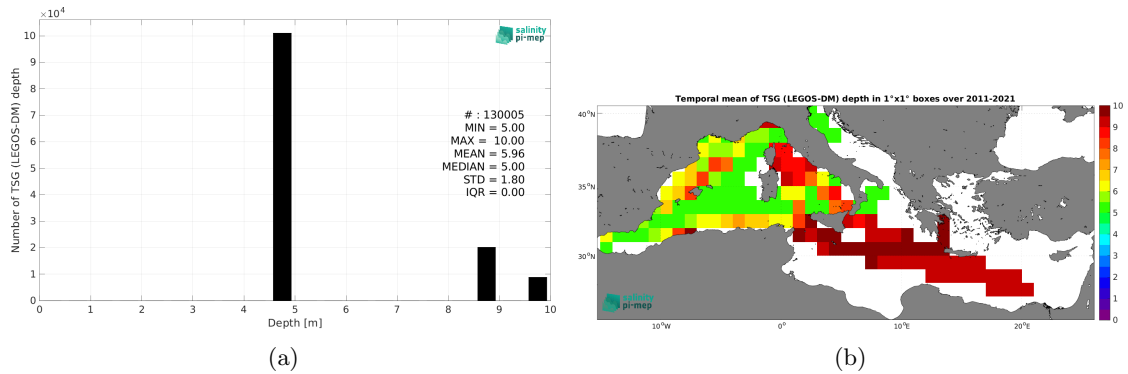 ×10⁴
salinity
pi-mep
10
9
8
7
6
5
4
3
2
1
0
Number of TSG (LEGOS-DM) depth
# : 130005
MIN = 5.00
MAX = 10.00
MEAN = 5.96
MEDIAN = 5.00
STD = 1.80
IQR = 0.00
0 1 2 3 4 5 6 7 8 9 10
Depth [m]
(a)
Temporal mean of TSG (LEGOS-DM) depth in 1°x1° boxes over 2011-2021
40°N
35°N
30°N
10°W 0° 10°E 20°E
salinity
pi-mep
10
9
8
7
6
5
4
3
2
1
0
(b)